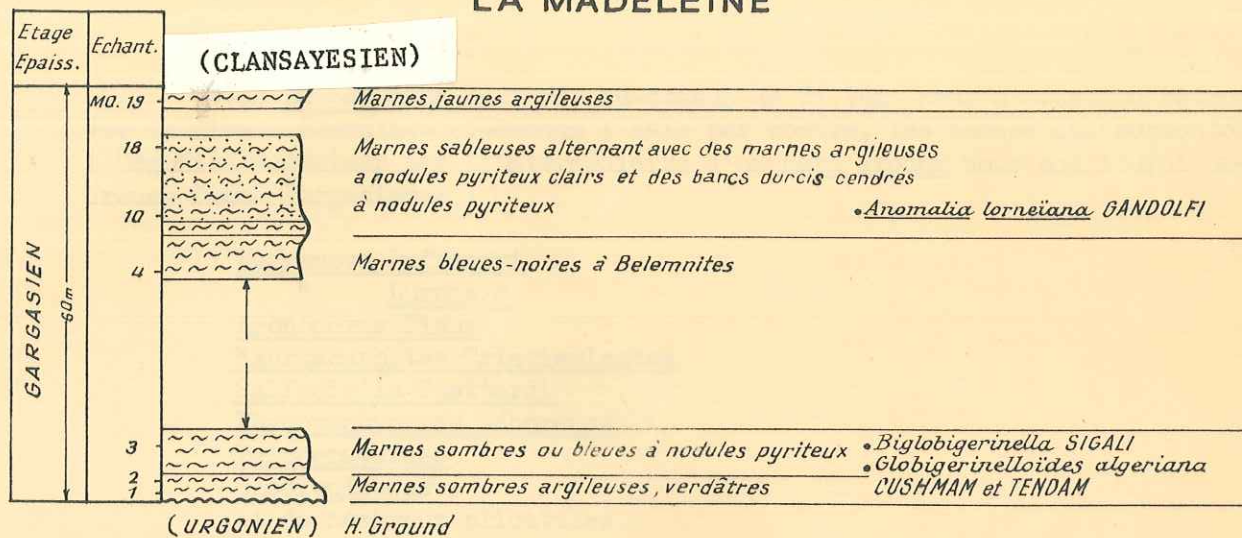 LA MADELEINE
Etage
Epaiss.
Echant.
(CLANSAYESIEN)
GARGASIEN
60m
MA. 19
Marnes jaunes argileuses
18
Marnes sableuses alternant avec des marnes argileuses
a nodules pyriteux clairs et des bancs durcis cendrés
10
à nodules pyriteux
• Anomalia lorneïana GANDOLFI
4
Marnes bleues-noires à Belemnites
3
Marnes sombres ou bleues à nodules pyriteux
• Biglobigerinella SIGALI
• Globigerinelloïdes algeriana
CUSHMAM et TENDAM
2
1
Marnes sombres argileuses, verdâtres
(URGONIEN) H. Ground